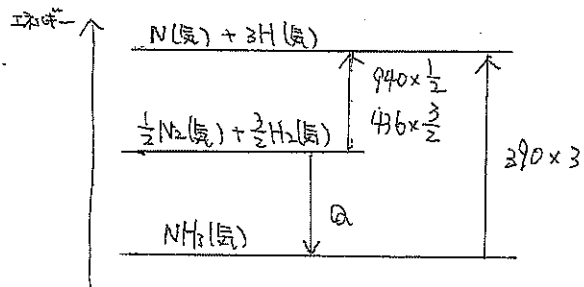 エネルギー
N(気) + 3H(気)
940×1/2
436×3/2
1/2N₂(気) + 3/2H₂(気)
390×3
Q
NH₃(気)